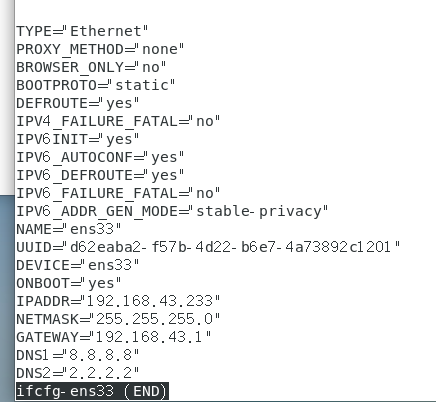 TYPE="Ethernet"
PROXY_METHOD="none"
BROWSER_ONLY="no"
BOOTPROTO="static"
DEFROUTE="yes"
IPV4_FAILURE_FATAL="no"
IPV6INIT="yes"
IPV6_AUTOCONF="yes"
IPV6_DEFROUTE="yes"
IPV6_FAILURE_FATAL="no"
IPV6_ADDR_GEN_MODE="stable-privacy"
NAME="ens33"
UUID="d62eaba2-f57b-4d22-b6e7-4a73892c1201"
DEVICE="ens33"
ONBOOT="yes"
IPADDR="192.168.43.233"
NETMASK="255.255.255.0"
GATEWAY="192.168.43.1"
DNS1="8.8.8.8"
DNS2="2.2.2.2"
ifcfg-ens33 (END)